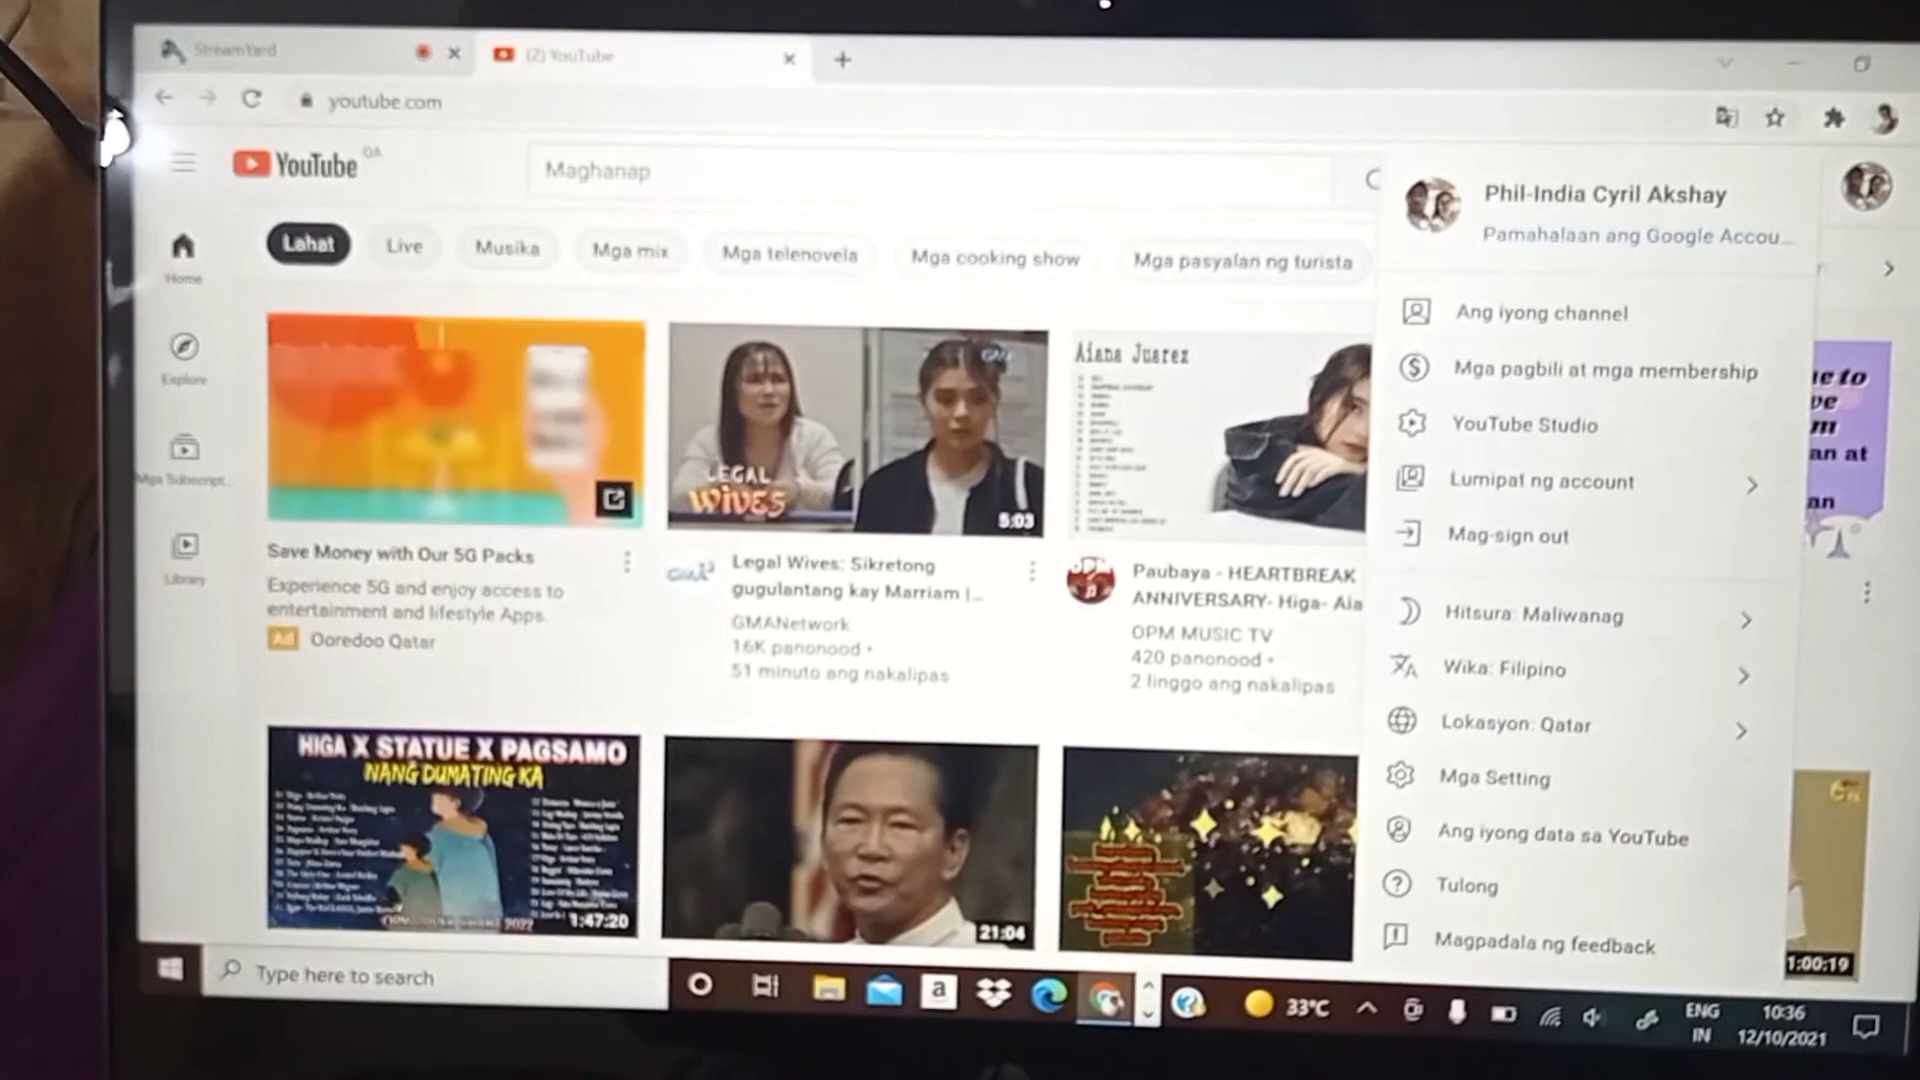 StreamYard
(2) YouTube
youtube.com
YouTube QA
Maghanap
Phil-India Cyril Akshay
Pamahalaan ang Google Accou...
Lahat
Live
Musika
Mga mix
Mga telenovela
Mga cooking show
Mga pasyalan ng turista
Home
Explore
Mga Subscript...
Library
Ang iyong channel
Mga pagbili at mga membership
YouTube Studio
Lumipat ng account
Mag-sign out
Hitsura: Maliwanag
Wika: Filipino
Lokasyon: Qatar
Mga Setting
Ang iyong data sa YouTube
Tulong
Magpadala ng feedback
LEGAL
WIVES
5:03
Aiana Juarez
an at
an
Save Money with Our 5G Packs
Experience 5G and enjoy access to
entertainment and lifestyle Apps.
Ad Ooredoo Qatar
Legal Wives: Sikretong
gugulantang kay Marriam |...
GMANetwork
16K panonood •
51 minuto ang nakalipas
OPM
Paubaya - HEARTBREAK
ANNIVERSARY- Higa- Aia
OPM MUSIC TV
420 panonood •
2 linggo ang nakalipas
HIGA X STATUE X PAGSAMO
NANG DUMATING KA
2022
1:47:20
21:04
1:00:19
Type here to search
a
33°C
ENG
IN
10:36
12/10/2021